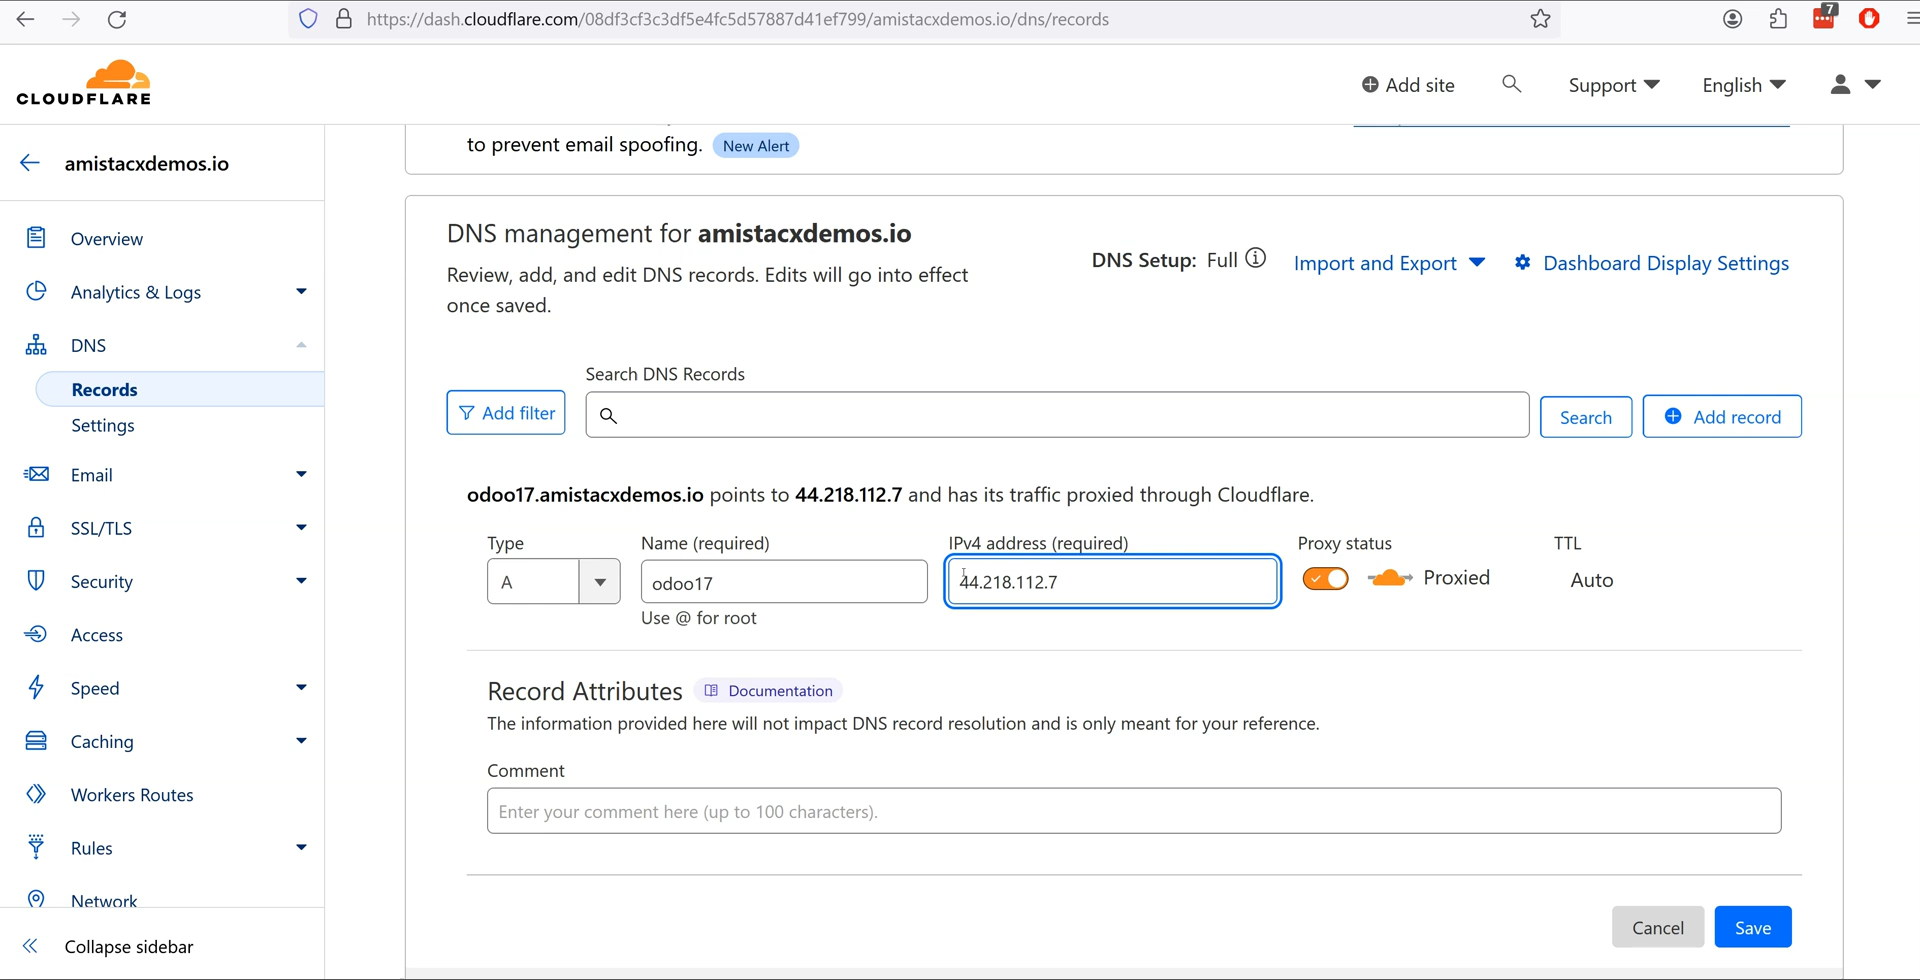 https://dash.cloudflare.com/08df3cf3c3df5e4fc5d57887d41ef799/amistacxdemos.io/dns/records
7
CLOUDFLARE
Add site
Support
English
amistacxdemos.io
Overview
Analytics & Logs
DNS
Records
Settings
Email
SSL/TLS
Security
Access
Speed
Caching
Workers Routes
Rules
Network
Collapse sidebar
to prevent email spoofing. New Alert
DNS management for amistacxdemos.io
Review, add, and edit DNS records. Edits will go into effect
once saved.
DNS Setup: Full
Import and Export
Dashboard Display Settings
Search DNS Records
Add filter
Search
Add record
odoo17.amistacxdemos.io points to 44.218.112.7 and has its traffic proxied through Cloudflare.
Type
Name (required)
IPv4 address (required)
Proxy status
TTL
A
odoo17
44.218.112.7
Proxied
Auto
Use @ for root
Record Attributes Documentation
The information provided here will not impact DNS record resolution and is only meant for your reference.
Comment
Enter your comment here (up to 100 characters).
Cancel
Save